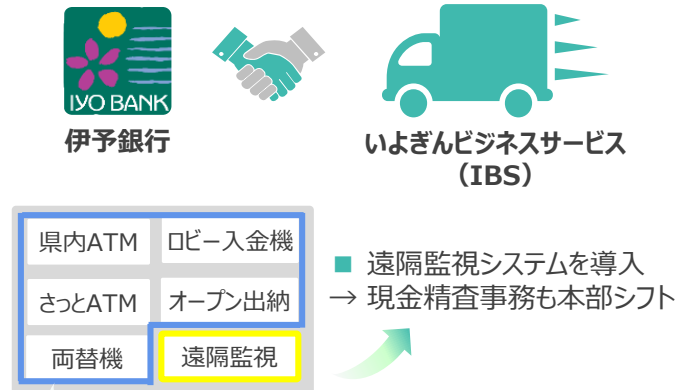 IYO BANK
伊予銀行
いよぎんビジネスサービス
（IBS）
県内ATM
ロビー入金機
さっとATM
オープン出納
両替機
遠隔監視
■ 遠隔監視システムを導入
→ 現金精査事務も本部シフト